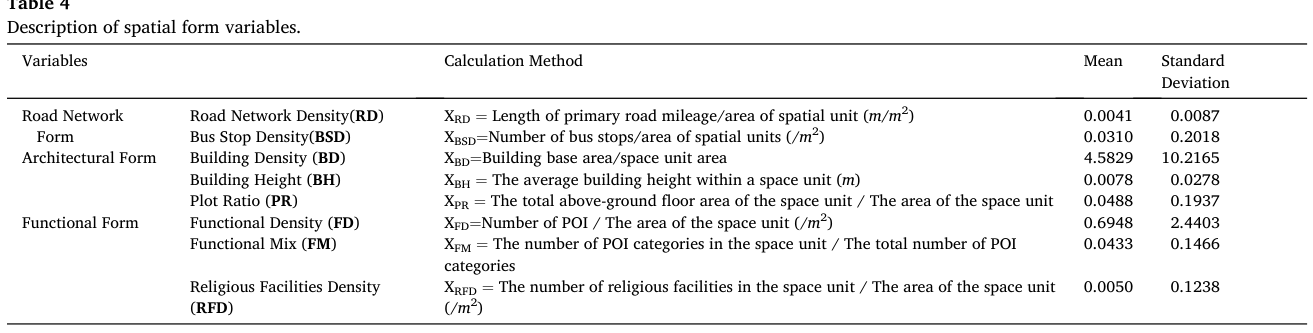 Table 4
Description of spatial form variables.
Variables Calculation Method Mean Standard
Deviation
Road Network Road Network Density(RD) XRD = Length of primary road mileage/area of spatial unit (m/m2) 0.0041 0.0087
Form Bus Stop Density(BSD) XBSD=Number of bus stops/area of spatial units (/m2) 0.0310 0.2018
Architectural Form Building Density (BD) XBD=Building base area/space unit area 4.5829 10.2165
Building Height (BH) XBH = The average building height within a space unit (m) 0.0078 0.0278
Plot Ratio (PR) XPR = The total above-ground floor area of the space unit / The area of the space unit 0.0488 0.1937
Functional Form Functional Density (FD) XFD=Number of POI / The area of the space unit (/m2) 0.6948 2.4403
Functional Mix (FM) XFM = The number of POI categories in the space unit / The total number of POI 0.0433 0.1466
categories
Religious Facilities Density XRFD = The number of religious facilities in the space unit / The area of the space unit 0.0050 0.1238
(RFD) (/m2)